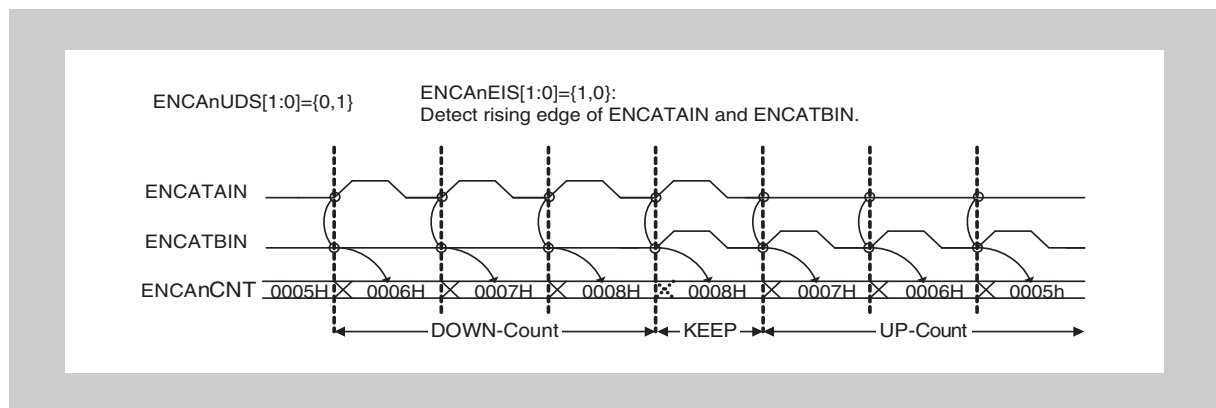 ENCAnUDS[1:0]={0,1}
ENCAnEIS[1:0]={1,0}:
Detect rising edge of ENCATAIN and ENCATBIN.
ENCATAIN
ENCATBIN
ENCAnCNT 0005H 0006H 0007H 0008H 0008H 0007H 0006H 0005h
DOWN-Count KEEP UP-Count